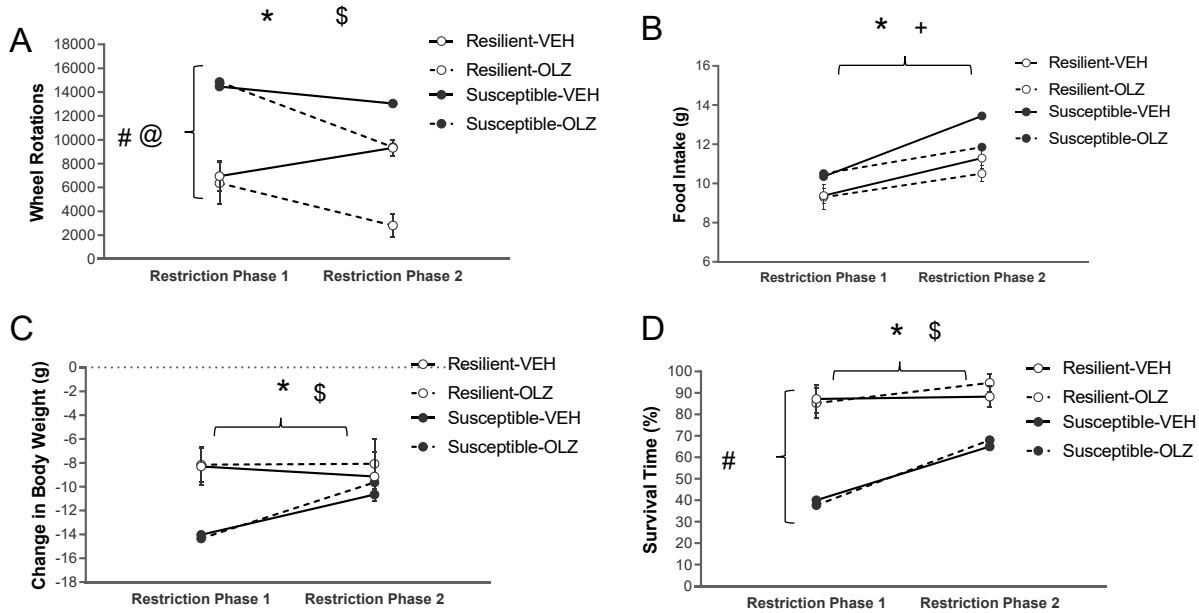 A
* $
18000
16000
14000
12000
10000
8000
6000
4000
2000
0
Wheel Rotations
# @
Resilient-VEH
Resilient-OLZ
Susceptible-VEH
Susceptible-OLZ
Restriction Phase 1
Restriction Phase 2
B
* +
16
14
12
10
8
6
Food Intake (g)
Resilient-VEH
Resilient-OLZ
Susceptible-VEH
Susceptible-OLZ
Restriction Phase 1
Restriction Phase 2
C
0
-2
-4
-6
-8
-10
-12
-14
-16
-18
Change in Body Weight (g)
* $
Resilient-VEH
Resilient-OLZ
Susceptible-VEH
Susceptible-OLZ
Restriction Phase 1
Restriction Phase 2
D
* $
100
90
80
70
60
50
40
30
20
10
0
Survival Time (%)
#
Resilient-VEH
Resilient-OLZ
Susceptible-VEH
Susceptible-OLZ
Restriction Phase 1
Restriction Phase 2